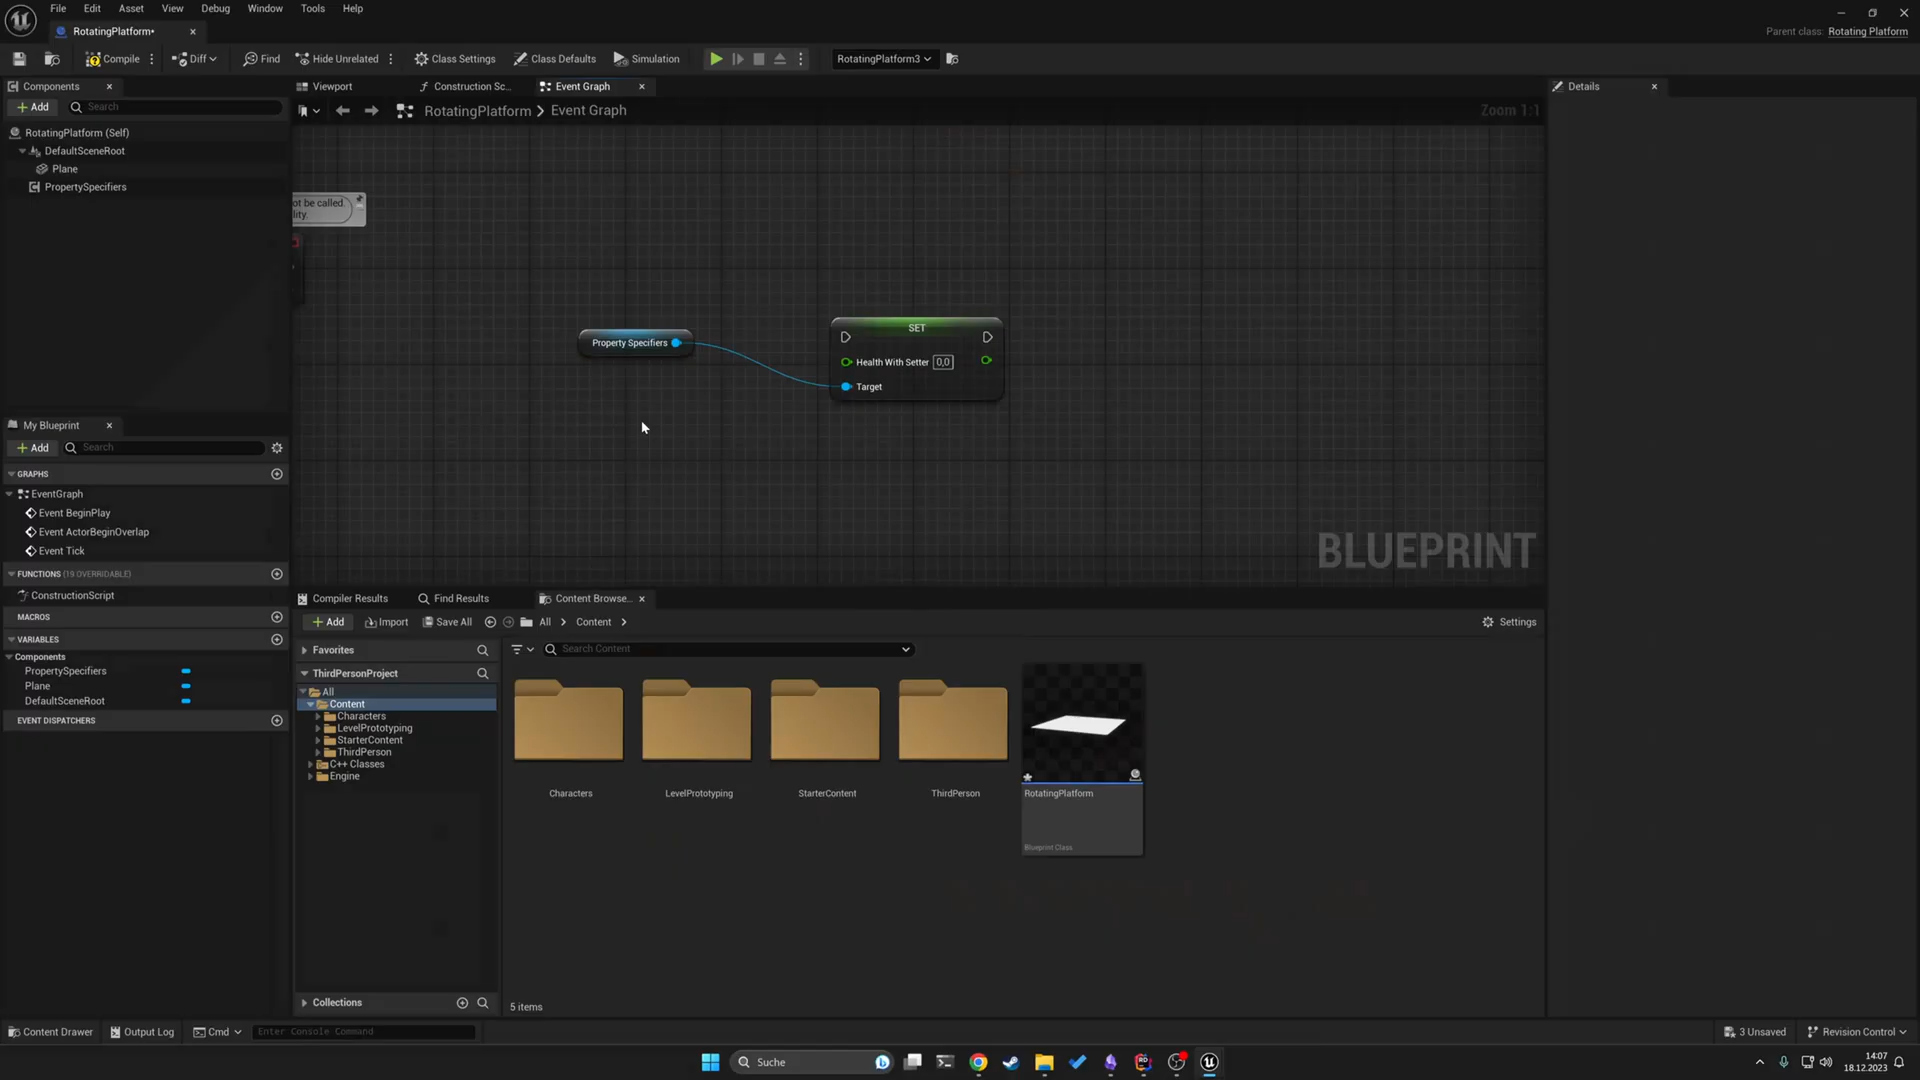 File Edit Asset View Debug Window Tools Help
RotatingPlatform•
Parent class: Rotating Platform
Compile Diff Find Hide Unrelated Class Settings Class Defaults Simulation RotatingPlatform3
Components
Add Search
RotatingPlatform (Self)
DefaultSceneRoot
Plane
PropertySpecifiers
Viewport Construction Sc... Event Graph
RotatingPlatform > Event Graph
Zoom 1:1
ot be called.
lity.
Property Specifiers
SET
Health With Setter 0,0
Target
BLUEPRINT
Details
My Blueprint
Add Search
GRAPHS
EventGraph
Event BeginPlay
Event ActorBeginOverlap
Event Tick
FUNCTIONS (19 OVERRIDABLE)
ConstructionScript
MACROS
VARIABLES
Components
PropertySpecifiers
Plane
DefaultSceneRoot
EVENT DISPATCHERS
Compiler Results Find Results Content Browse...
Add Import Save All All > Content >
Settings
Favorites
Search Content
ThirdPersonProject
All
Content
Characters
LevelPrototyping
StarterContent
ThirdPerson
C++ Classes
Engine
Characters
LevelPrototyping
StarterContent
ThirdPerson
RotatingPlatform
Blueprint Class
Collections
5 items
Content Drawer Output Log Cmd Enter Console Command
3 Unsaved Revision Control
Suche
14:07
18.12.2023